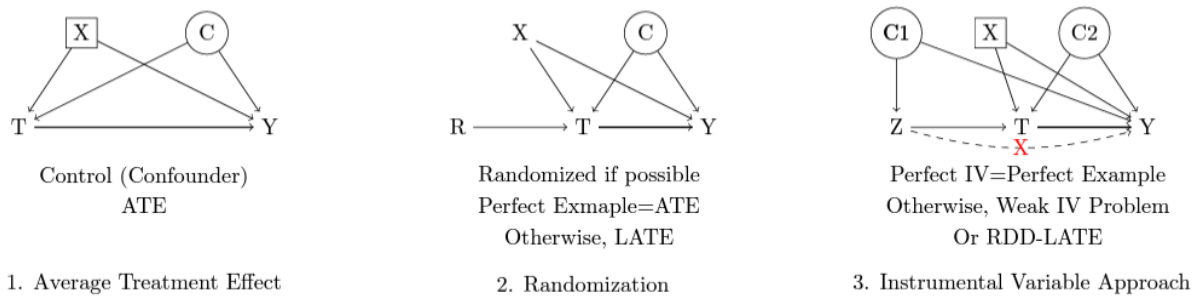 X C
T Y
Control (Confounder)
ATE
1. Average Treatment Effect
X C
R T Y
Randomized if possible
Perfect Exmaple=ATE
Otherwise, LATE
2. Randomization
C1 X C2
Z T Y
X
Perfect IV=Perfect Example
Otherwise, Weak IV Problem
Or RDD-LATE
3. Instrumental Variable Approach